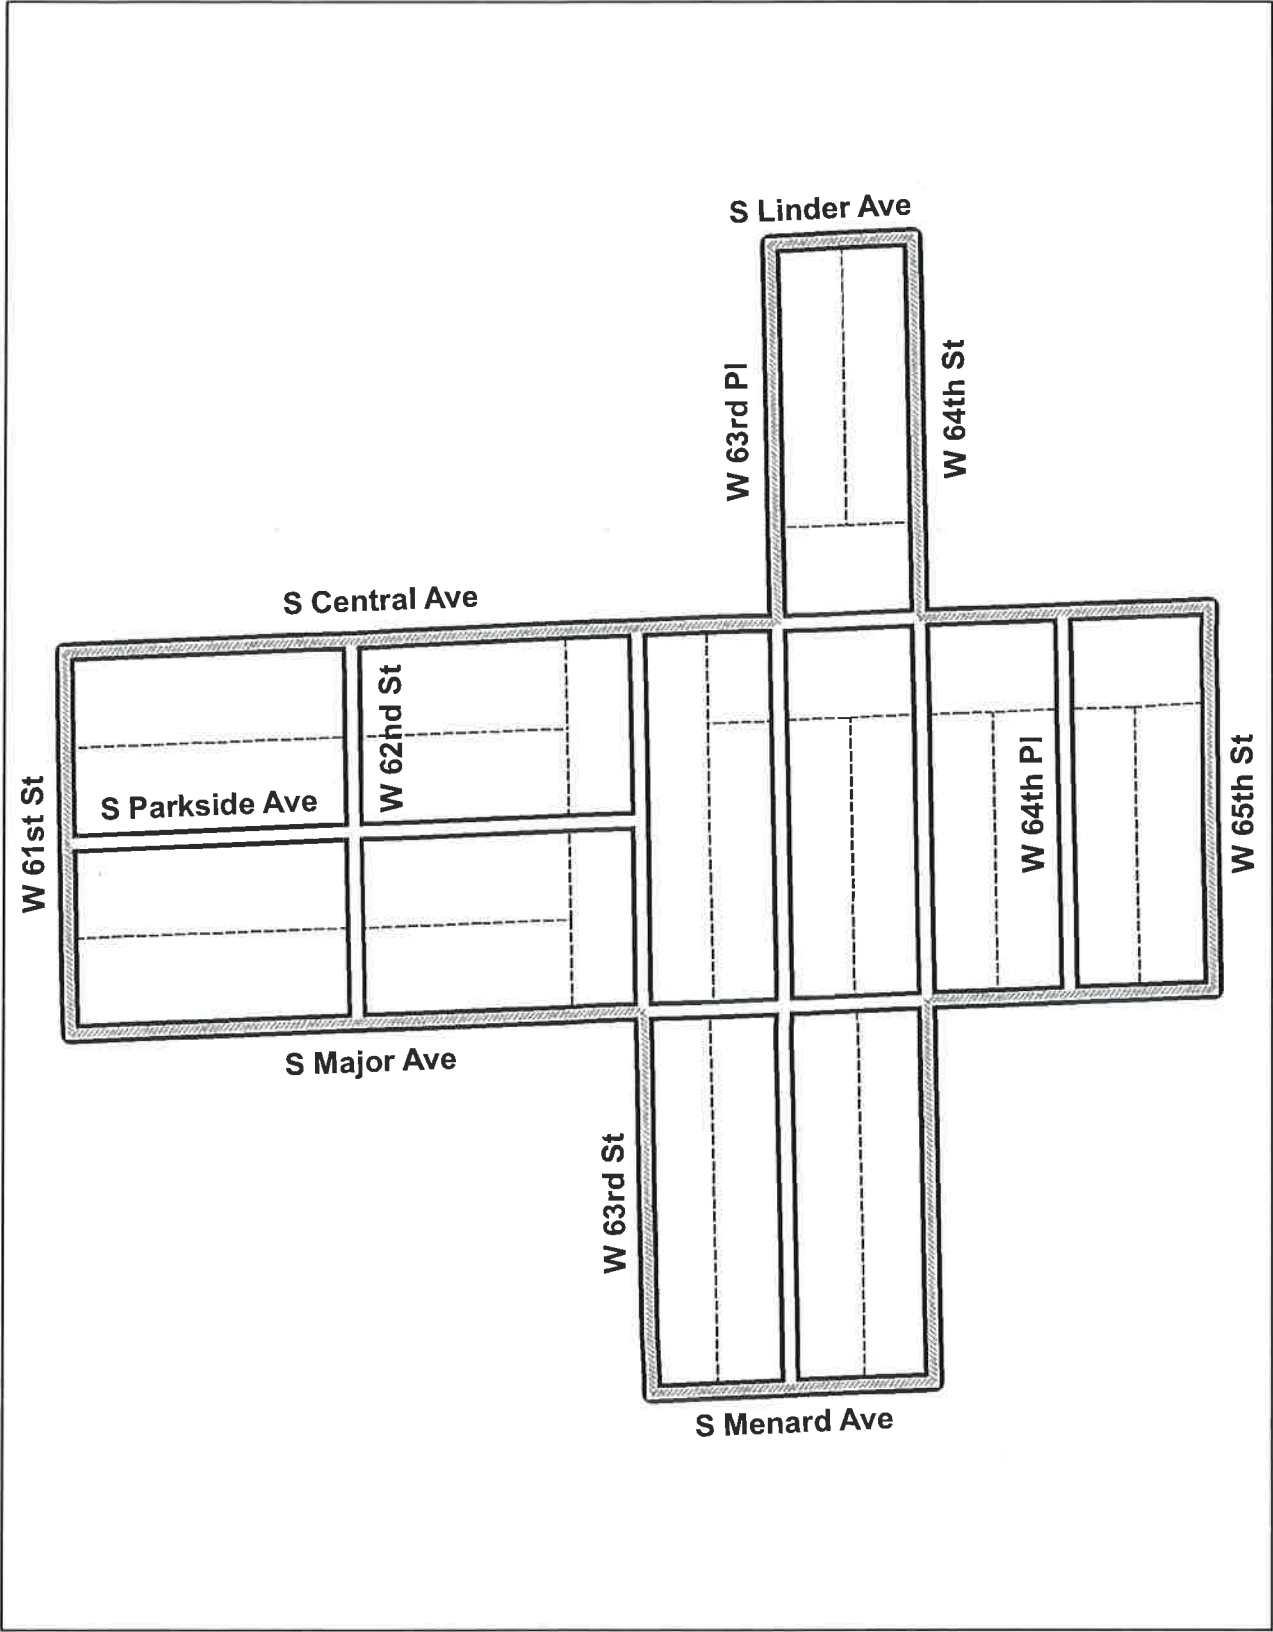 S Linder Ave
W 63rd Pl
W 64th St
S Central Ave
W 62nd St
S Parkside Ave
W 61st St
W 64th Pl
W 65th St
S Major Ave
W 63rd St
S Menard Ave